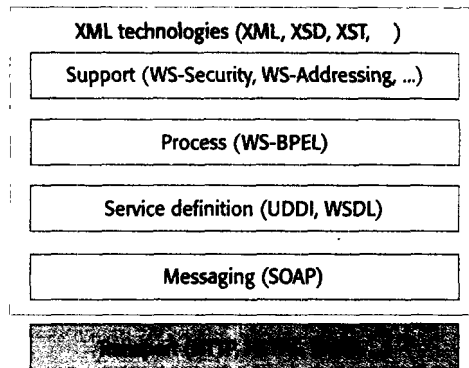 XML technologies (XML, XSD, XST, )
Support (WS-Security, WS-Addressing, ...)
Process (WS-BPEL)
Service definition (UDDI, WSDL)
Messaging (SOAP)